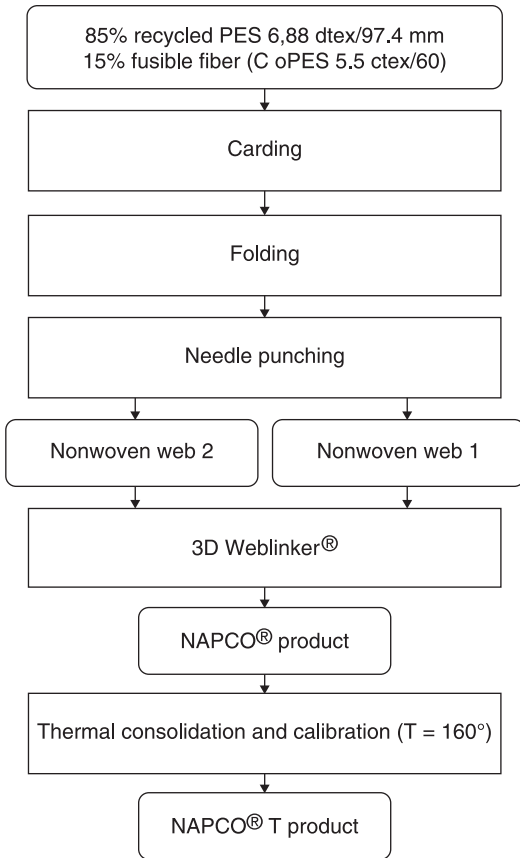 85% recycled PES 6,88 dtex/97.4 mm
15% fusible fiber (C oPES 5.5 ctex/60)
Carding
Folding
Needle punching
Nonwoven web 2
Nonwoven web 1
3D Weblinker®
NAPCO® product
Thermal consolidation and calibration (T = 160°)
NAPCO® T product